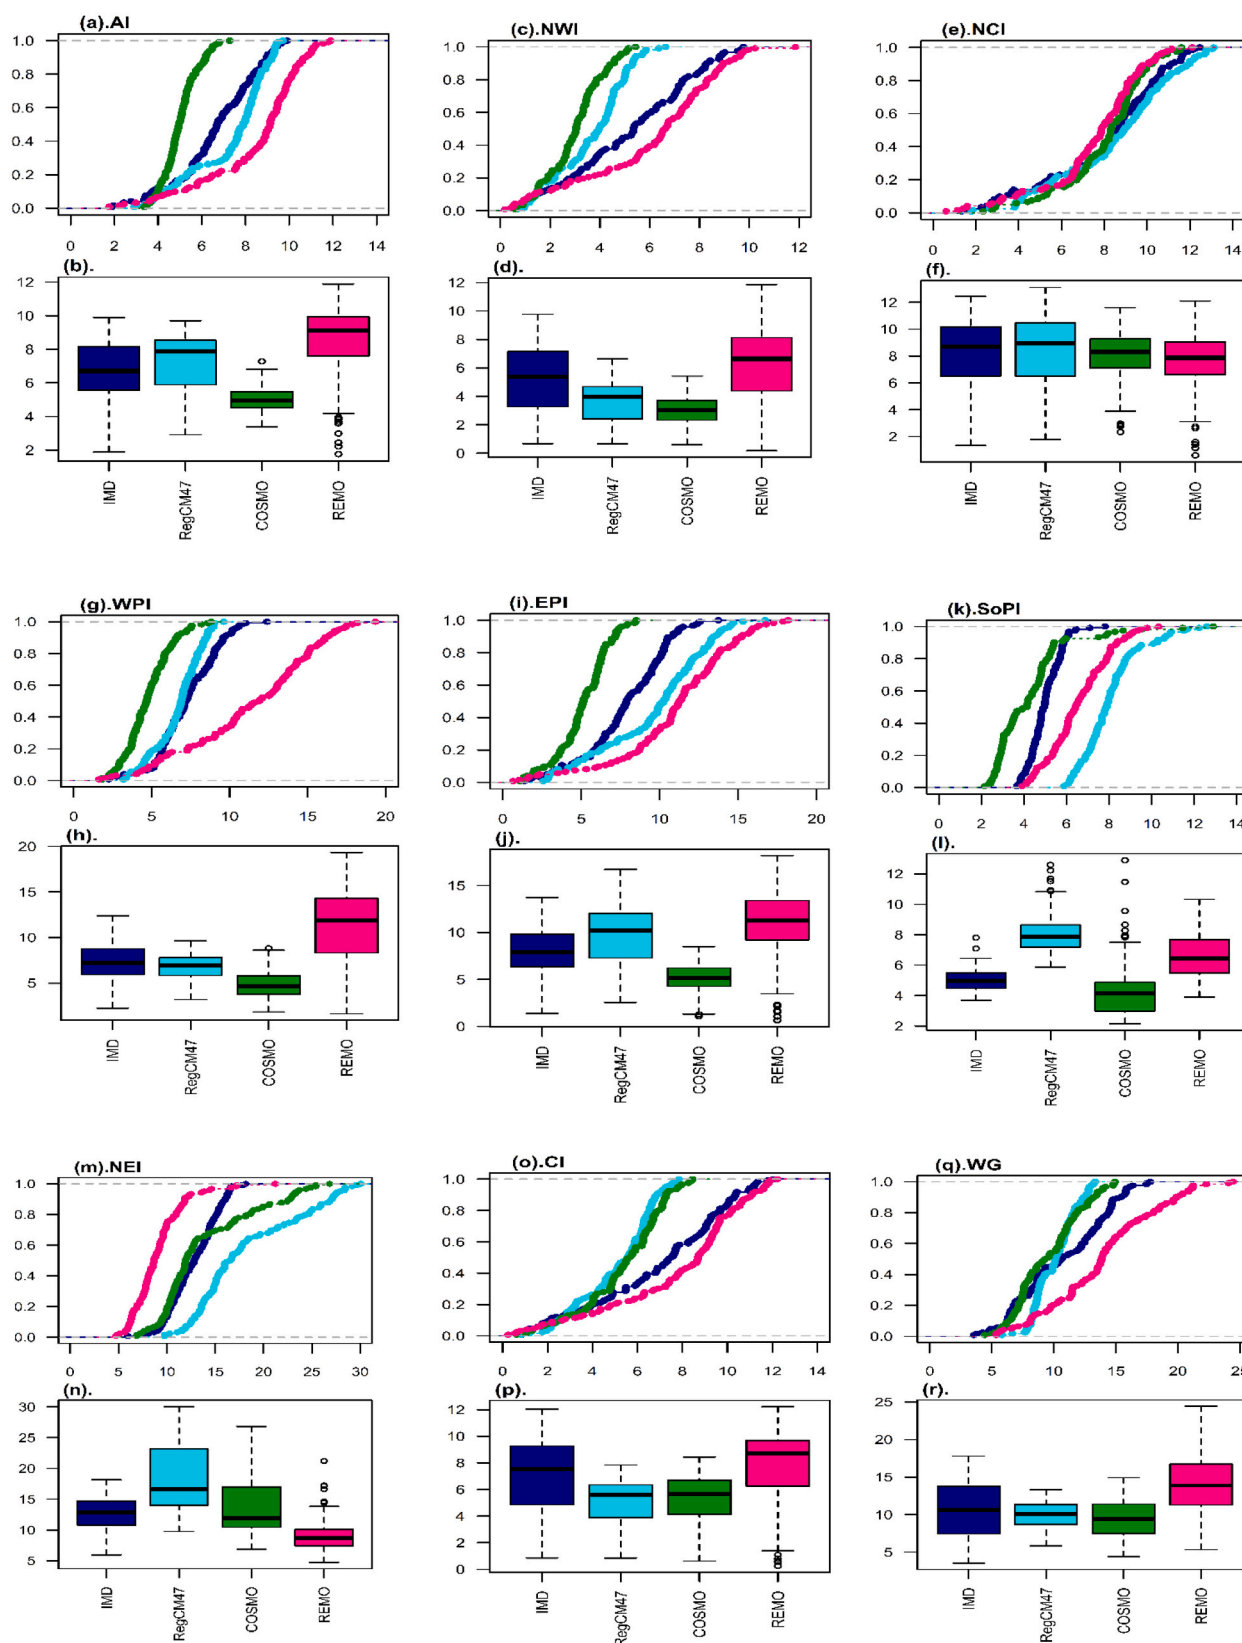 (a).AI
1.0
0.8
0.6
0.4
0.2
0.0
0 2 4 6 8 10 12 14
(b).
12
10
8
6
4
2
IMD
RegCM47
COSMO
REMO
(c).NWI
1.0
0.8
0.6
0.4
0.2
0.0
0 2 4 6 8 10 12
(d).
12
10
8
6
4
2
0
IMD
RegCM47
COSMO
REMO
(e).NCI
1.0
0.8
0.6
0.4
0.2
0.0
0 2 4 6 8 10 12 14
(f).
12
10
8
6
4
2
IMD
RegCM47
COSMO
REMO
(g).WPI
1.0
0.8
0.6
0.4
0.2
0.0
0 5 10 15 20
(h).
20
15
10
5
IMD
RegCM47
COSMO
REMO
(i).EPI
1.0
0.8
0.6
0.4
0.2
0.0
0 5 10 15 20
(j).
15
10
5
0
IMD
RegCM47
COSMO
REMO
(k).SoPI
1.0
0.8
0.6
0.4
0.2
0.0
0 2 4 6 8 10 12 14
(l).
12
10
8
6
4
2
IMD
RegCM47
COSMO
REMO
(m).NEI
1.0
0.8
0.6
0.4
0.2
0.0
0 5 10 15 20 25 30
(n).
30
25
20
15
10
5
IMD
RegCM47
COSMO
REMO
(o).CI
1.0
0.8
0.6
0.4
0.2
0.0
0 2 4 6 8 10 12 14
(p).
12
10
8
6
4
2
0
IMD
RegCM47
COSMO
REMO
(q).WG
1.0
0.8
0.6
0.4
0.2
0.0
0 5 10 15 20 25
(r).
25
20
15
10
5
IMD
RegCM47
COSMO
REMO